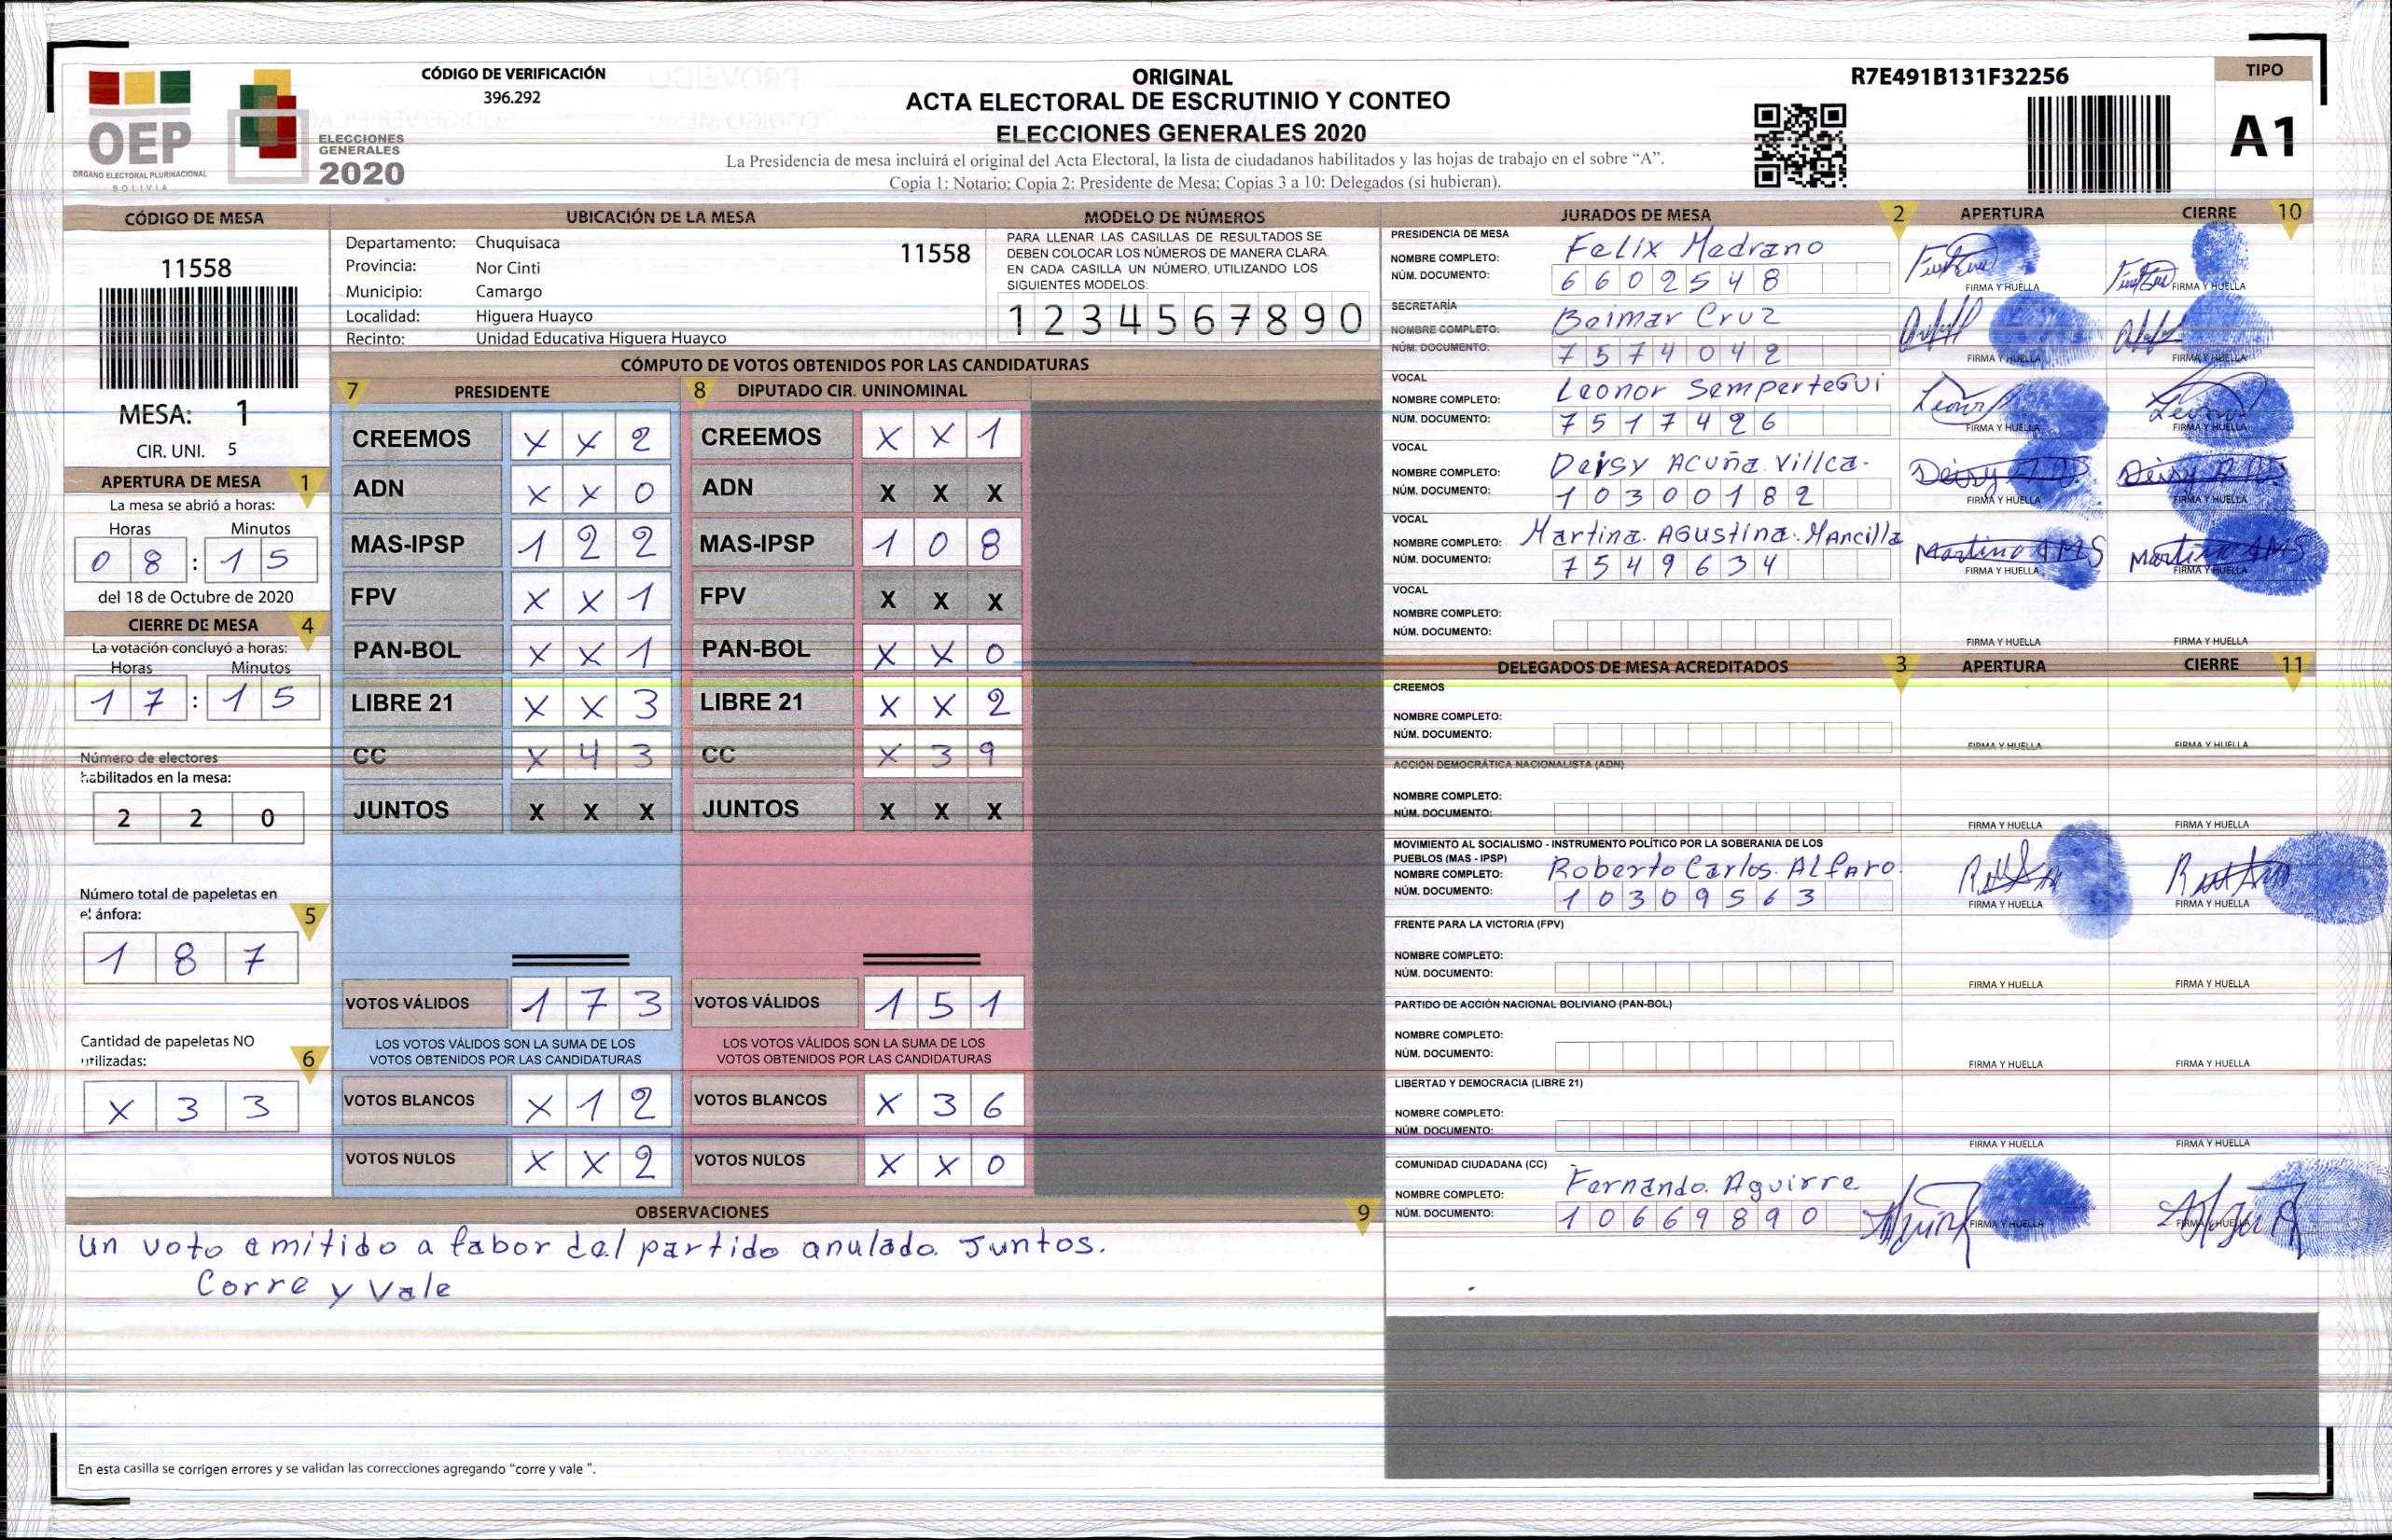 CÓDIGO DE VERIFICACIÓN
396.292
OEP
ÓRGANO ELECTORAL PLURINACIONAL
BOLIVIA
ELECCIONES
GENERALES
2020
ORIGINAL
ACTA ELECTORAL DE ESCRUTINIO Y CONTEO
ELECCIONES GENERALES 2020
La Presidencia de mesa incluirá el original del Acta Electoral, la lista de ciudadanos habilitados y las hojas de trabajo en el sobre “A”.
Copia 1: Notario; Copia 2: Presidente de Mesa; Copias 3 a 10: Delegados (si hubieran).
R7E491B131F32256
TIPO
A1
CÓDIGO DE MESA
11558
MESA: 1
CIR. UNI. 5
APERTURA DE MESA 1
La mesa se abrió a horas:
Horas Minutos
0 8 : 1 5
del 18 de Octubre de 2020
CIERRE DE MESA 4
La votación concluyó a horas:
Horas Minutos
1 7 : 1 5
Número de electores
habilitados en la mesa:
2 2 0
Número total de papeletas en
el ánfora: 5
1 8 7
Cantidad de papeletas NO
utilizadas: 6
X 3 3
UBICACIÓN DE LA MESA
Departamento: Chuquisaca 11558
Provincia: Nor Cinti
Municipio: Camargo
Localidad: Higuera Huayco
Recinto: Unidad Educativa Higuera Huayco
MODELO DE NÚMEROS
PARA LLENAR LAS CASILLAS DE RESULTADOS SE
DEBEN COLOCAR LOS NÚMEROS DE MANERA CLARA.
EN CADA CASILLA UN NÚMERO, UTILIZANDO LOS
SIGUIENTES MODELOS:
1 2 3 4 5 6 7 8 9 0
CÓMPUTO DE VOTOS OBTENIDOS POR LAS CANDIDATURAS
7 PRESIDENTE
CREEMOS X X 2
ADN X X 0
MAS-IPSP 1 2 2
FPV X X 1
PAN-BOL X X 1
LIBRE 21 X X 3
CC X 4 3
JUNTOS X X X
VOTOS VÁLIDOS 1 7 3
LOS VOTOS VÁLIDOS SON LA SUMA DE LOS
VOTOS OBTENIDOS POR LAS CANDIDATURAS
VOTOS BLANCOS X 1 2
VOTOS NULOS X X 2
8 DIPUTADO CIR. UNINOMINAL
CREEMOS X X 1
ADN X X X
MAS-IPSP 1 0 8
FPV X X X
PAN-BOL X X 0
LIBRE 21 X X 2
CC X 3 9
JUNTOS X X X
VOTOS VÁLIDOS 1 5 1
LOS VOTOS VÁLIDOS SON LA SUMA DE LOS
VOTOS OBTENIDOS POR LAS CANDIDATURAS
VOTOS BLANCOS X 3 6
VOTOS NULOS X X 0
OBSERVACIONES 9
un voto emitido a fabor del partido anulado. Juntos.
Corre y Vale
En esta casilla se corrigen errores y se validan las correcciones agregando “corre y vale ”.
JURADOS DE MESA 2 APERTURA CIERRE 10
PRESIDENCIA DE MESA
NOMBRE COMPLETO: Felix Medrano
NÚM. DOCUMENTO: 6 6 0 2 5 4 8
FIRMA Y HUELLA FIRMA Y HUELLA
SECRETARÍA
NOMBRE COMPLETO: Beimar Cruz
NÚM. DOCUMENTO: 7 5 7 4 0 4 2
FIRMA Y HUELLA FIRMA Y HUELLA
VOCAL
NOMBRE COMPLETO: Leonor SemperteGui
NÚM. DOCUMENTO: 7 5 1 7 4 2 6
FIRMA Y HUELLA FIRMA Y HUELLA
VOCAL
NOMBRE COMPLETO: Deysy Acuña. Villca.
NÚM. DOCUMENTO: 1 0 3 0 0 1 8 2
FIRMA Y HUELLA FIRMA Y HUELLA
VOCAL
NOMBRE COMPLETO: Martina. AGustina. Mancilla
NÚM. DOCUMENTO: 7 5 4 9 6 3 4
FIRMA Y HUELLA FIRMA Y HUELLA
VOCAL
NOMBRE COMPLETO:
NÚM. DOCUMENTO:
FIRMA Y HUELLA FIRMA Y HUELLA
DELEGADOS DE MESA ACREDITADOS 3 APERTURA CIERRE 11
CREEMOS
NOMBRE COMPLETO:
NÚM. DOCUMENTO:
FIRMA Y HUELLA FIRMA Y HUELLA
ACCIÓN DEMOCRÁTICA NACIONALISTA (ADN)
NOMBRE COMPLETO:
NÚM. DOCUMENTO:
FIRMA Y HUELLA FIRMA Y HUELLA
MOVIMIENTO AL SOCIALISMO - INSTRUMENTO POLÍTICO POR LA SOBERANIA DE LOS
PUEBLOS (MAS - IPSP)
NOMBRE COMPLETO: Roberto Carlos. Alfaro.
NÚM. DOCUMENTO: 1 0 3 0 9 5 6 3
FIRMA Y HUELLA FIRMA Y HUELLA
FRENTE PARA LA VICTORIA (FPV)
NOMBRE COMPLETO:
NÚM. DOCUMENTO:
FIRMA Y HUELLA FIRMA Y HUELLA
PARTIDO DE ACCIÓN NACIONAL BOLIVIANO (PAN-BOL)
NOMBRE COMPLETO:
NÚM. DOCUMENTO:
FIRMA Y HUELLA FIRMA Y HUELLA
LIBERTAD Y DEMOCRACIA (LIBRE 21)
NOMBRE COMPLETO:
NÚM. DOCUMENTO:
FIRMA Y HUELLA FIRMA Y HUELLA
COMUNIDAD CIUDADANA (CC)
NOMBRE COMPLETO: Fernando. Aguirre
NÚM. DOCUMENTO: 1 0 6 6 9 8 9 0
FIRMA Y HUELLA FIRMA Y HUELLA